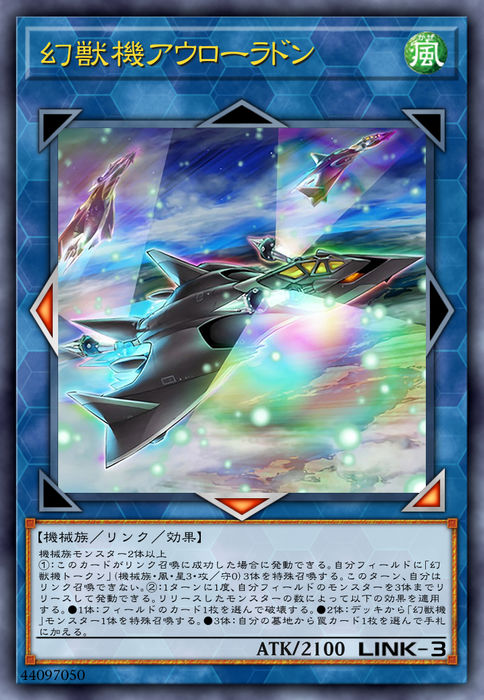 幻獣機アウローラドン
かぜ
風
【機械族／リンク／効果】
機械族モンスター2体以上
①：このカードがリンク召喚に成功した場合に発動できる。自分フィールドに「幻
獣機トークン」(機械族・風・星3・攻／守0)3体を特殊召喚する。このターン、自分は
リンク召喚できない。②：1ターンに1度、自分フィールドのモンスターを3体までリ
リースして発動できる。リリースしたモンスターの数によって以下の効果を適用
する。●1体：フィールドのカード1枚を選んで破壊する。●2体：デッキから「幻獣
機」モンスター1体を特殊召喚する。●3体：自分の墓地から罠カード1枚を選んで手札
に加える。
ATK/2100 LINK-3
44097050